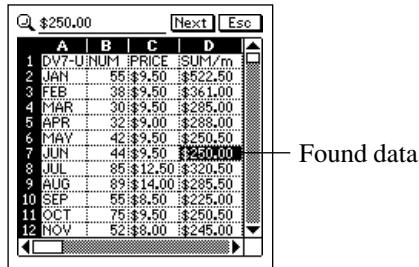 $250.00 Next Esc
A B C D
1 DV7-U NUM PRICE SUM/m
2 JAN 55 $9.50 $522.50
3 FEB 38 $9.50 $361.00
4 MAR 30 $9.50 $285.00
5 APR 32 $9.00 $288.00
6 MAY 42 $9.50 $250.50
7 JUN 44 $9.50 $250.00
8 JUL 85 $12.50 $320.50
9 AUG 89 $14.00 $285.50
10 SEP 55 $8.50 $225.00
11 OCT 75 $9.50 $250.50
12 NOV 52 $8.00 $245.00
Found data